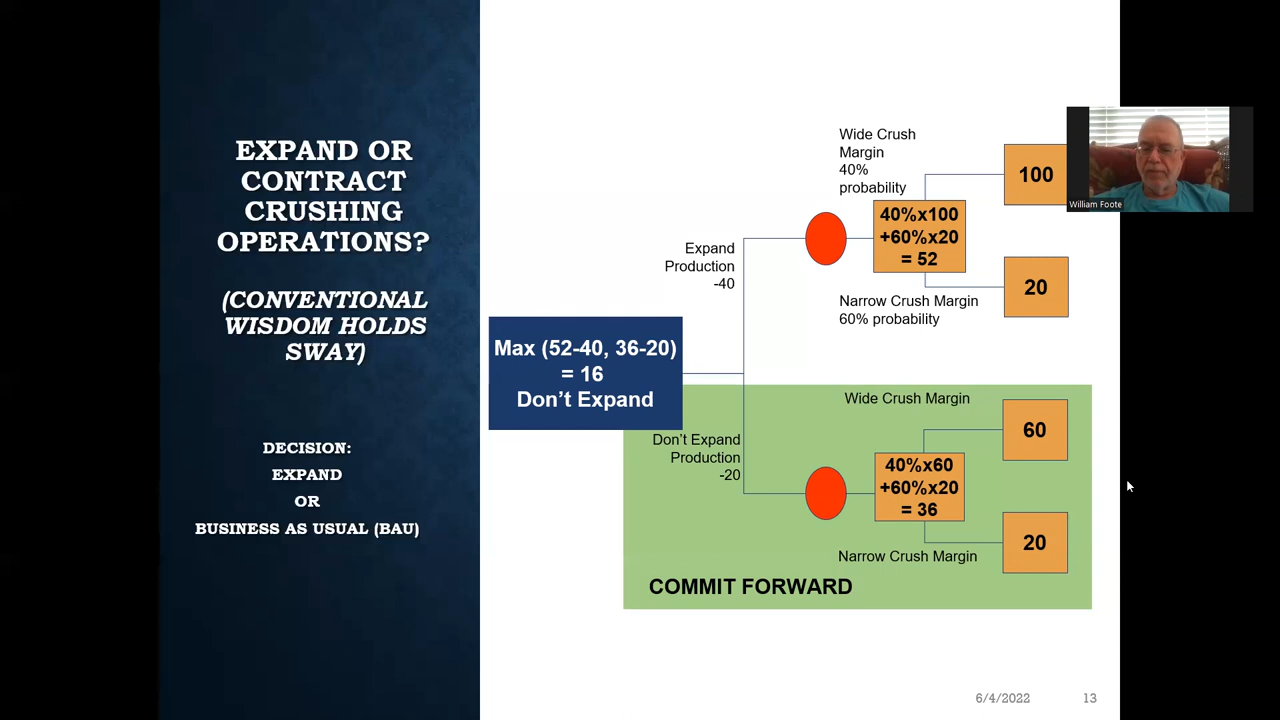 EXPAND OR
CONTRACT
CRUSHING
OPERATIONS?
(CONVENTIONAL
WISDOM HOLDS
SWAY)
DECISION:
EXPAND
OR
BUSINESS AS USUAL (BAU)
Max (52-40, 36-20)
= 16
Don’t Expand
Expand
Production
-40
Wide Crush
Margin
40%
probability
40%x100
+60%x20
= 52
Narrow Crush Margin
60% probability
100
20
William Foote
Don’t Expand
Production
-20
Wide Crush Margin
40%x60
+60%x20
= 36
Narrow Crush Margin
60
20
COMMIT FORWARD
6/4/2022
13